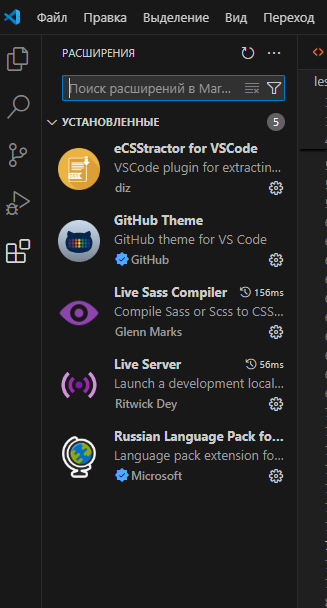 Файл Правка Выделение Вид Переход
РАСШИРЕНИЯ
Поиск расширений в Mar...
les
УСТАНОВЛЕННЫЕ 5
eCSStractor for VSCode
VSCode plugin for extractin...
diz
GitHub Theme
GitHub theme for VS Code
GitHub
Live Sass Compiler 156ms
Compile Sass or Scss to CSS...
Glenn Marks
Live Server 56ms
Launch a development local...
Ritwick Dey
Russian Language Pack fo...
Language pack extension fo...
Microsoft